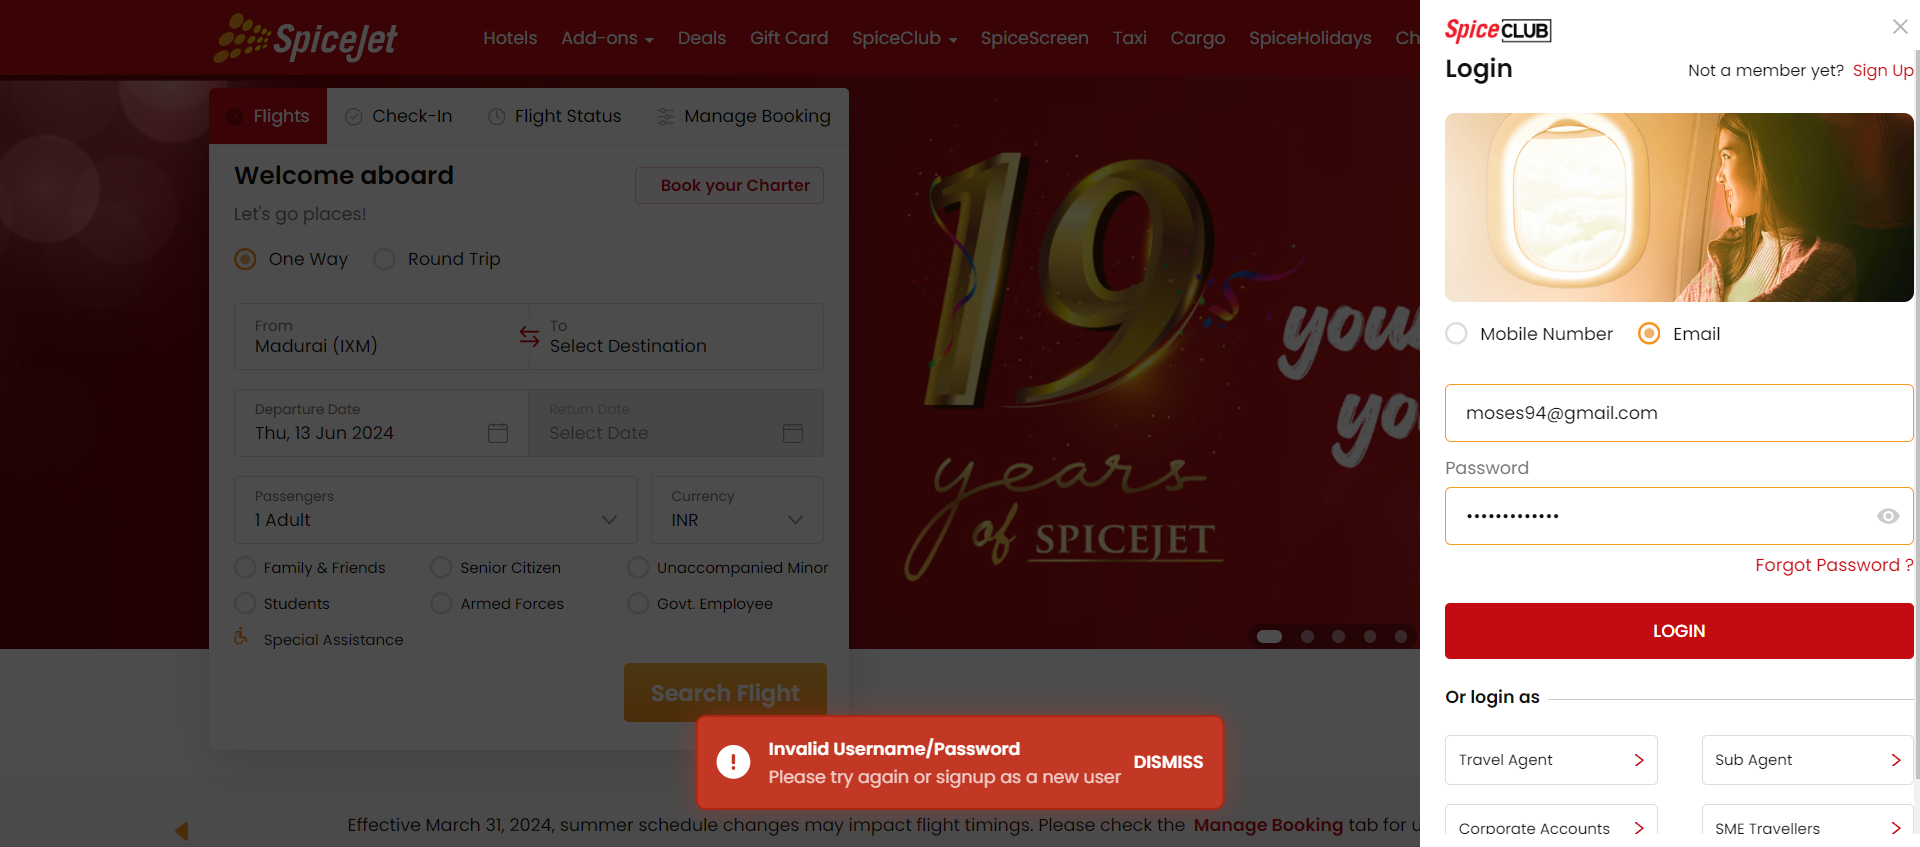 SpiceJet
Hotels Add-ons Deals Gift Card SpiceClub SpiceScreen Taxi Cargo SpiceHolidays Ch
Flights Check-In Flight Status Manage Booking
Welcome aboard
Book your Charter
Let's go places!
One Way Round Trip
From
Madurai (IXM)
To
Select Destination
Departure Date
Thu, 13 Jun 2024
Return Date
Select Date
Passengers
1 Adult
Currency
INR
Family & Friends Senior Citizen Unaccompanied Minor
Students Armed Forces Govt. Employee
Special Assistance
Search Flight
19
years
of SPICEJET
you
yo
Invalid Username/Password
Please try again or signup as a new user
DISMISS
Effective March 31, 2024, summer schedule changes may impact flight timings. Please check the Manage Booking tab for u
SpiceCLUB
Login
Not a member yet? Sign Up
Mobile Number Email
moses94@gmail.com
Password
•••••••••••••
Forgot Password ?
LOGIN
Or login as
Travel Agent Sub Agent
Corporate Accounts SME Travellers